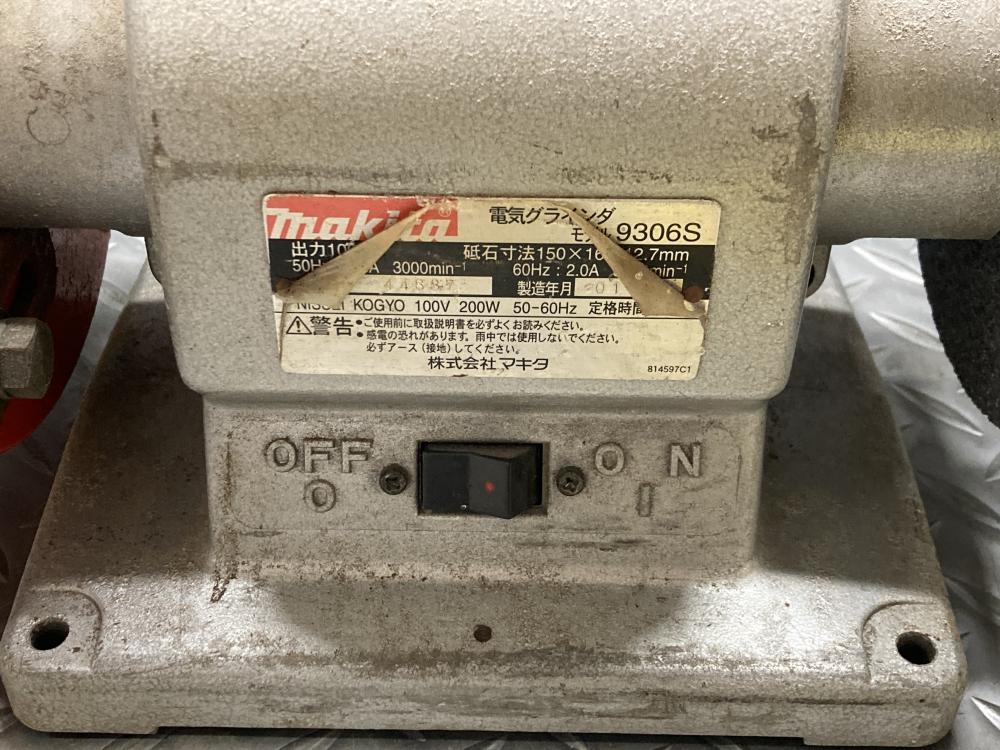 makita® 電気グラインダ
モデル 9306S
出力10 砥石寸法150×16 12.7mm
50H A 3000min⁻¹ 60Hz:2.0A min⁻¹
44687 製造年月 01
KOGYO 100V 200W 50-60Hz 定格時間
⚠警告 •ご使用前に取扱説明書を必ずよくお読みください。
•感電の恐れがあります。雨中では使用しないでください。
必ずアース(接地)してください。
株式会社マキタ 814597C1
OFF ON
O I